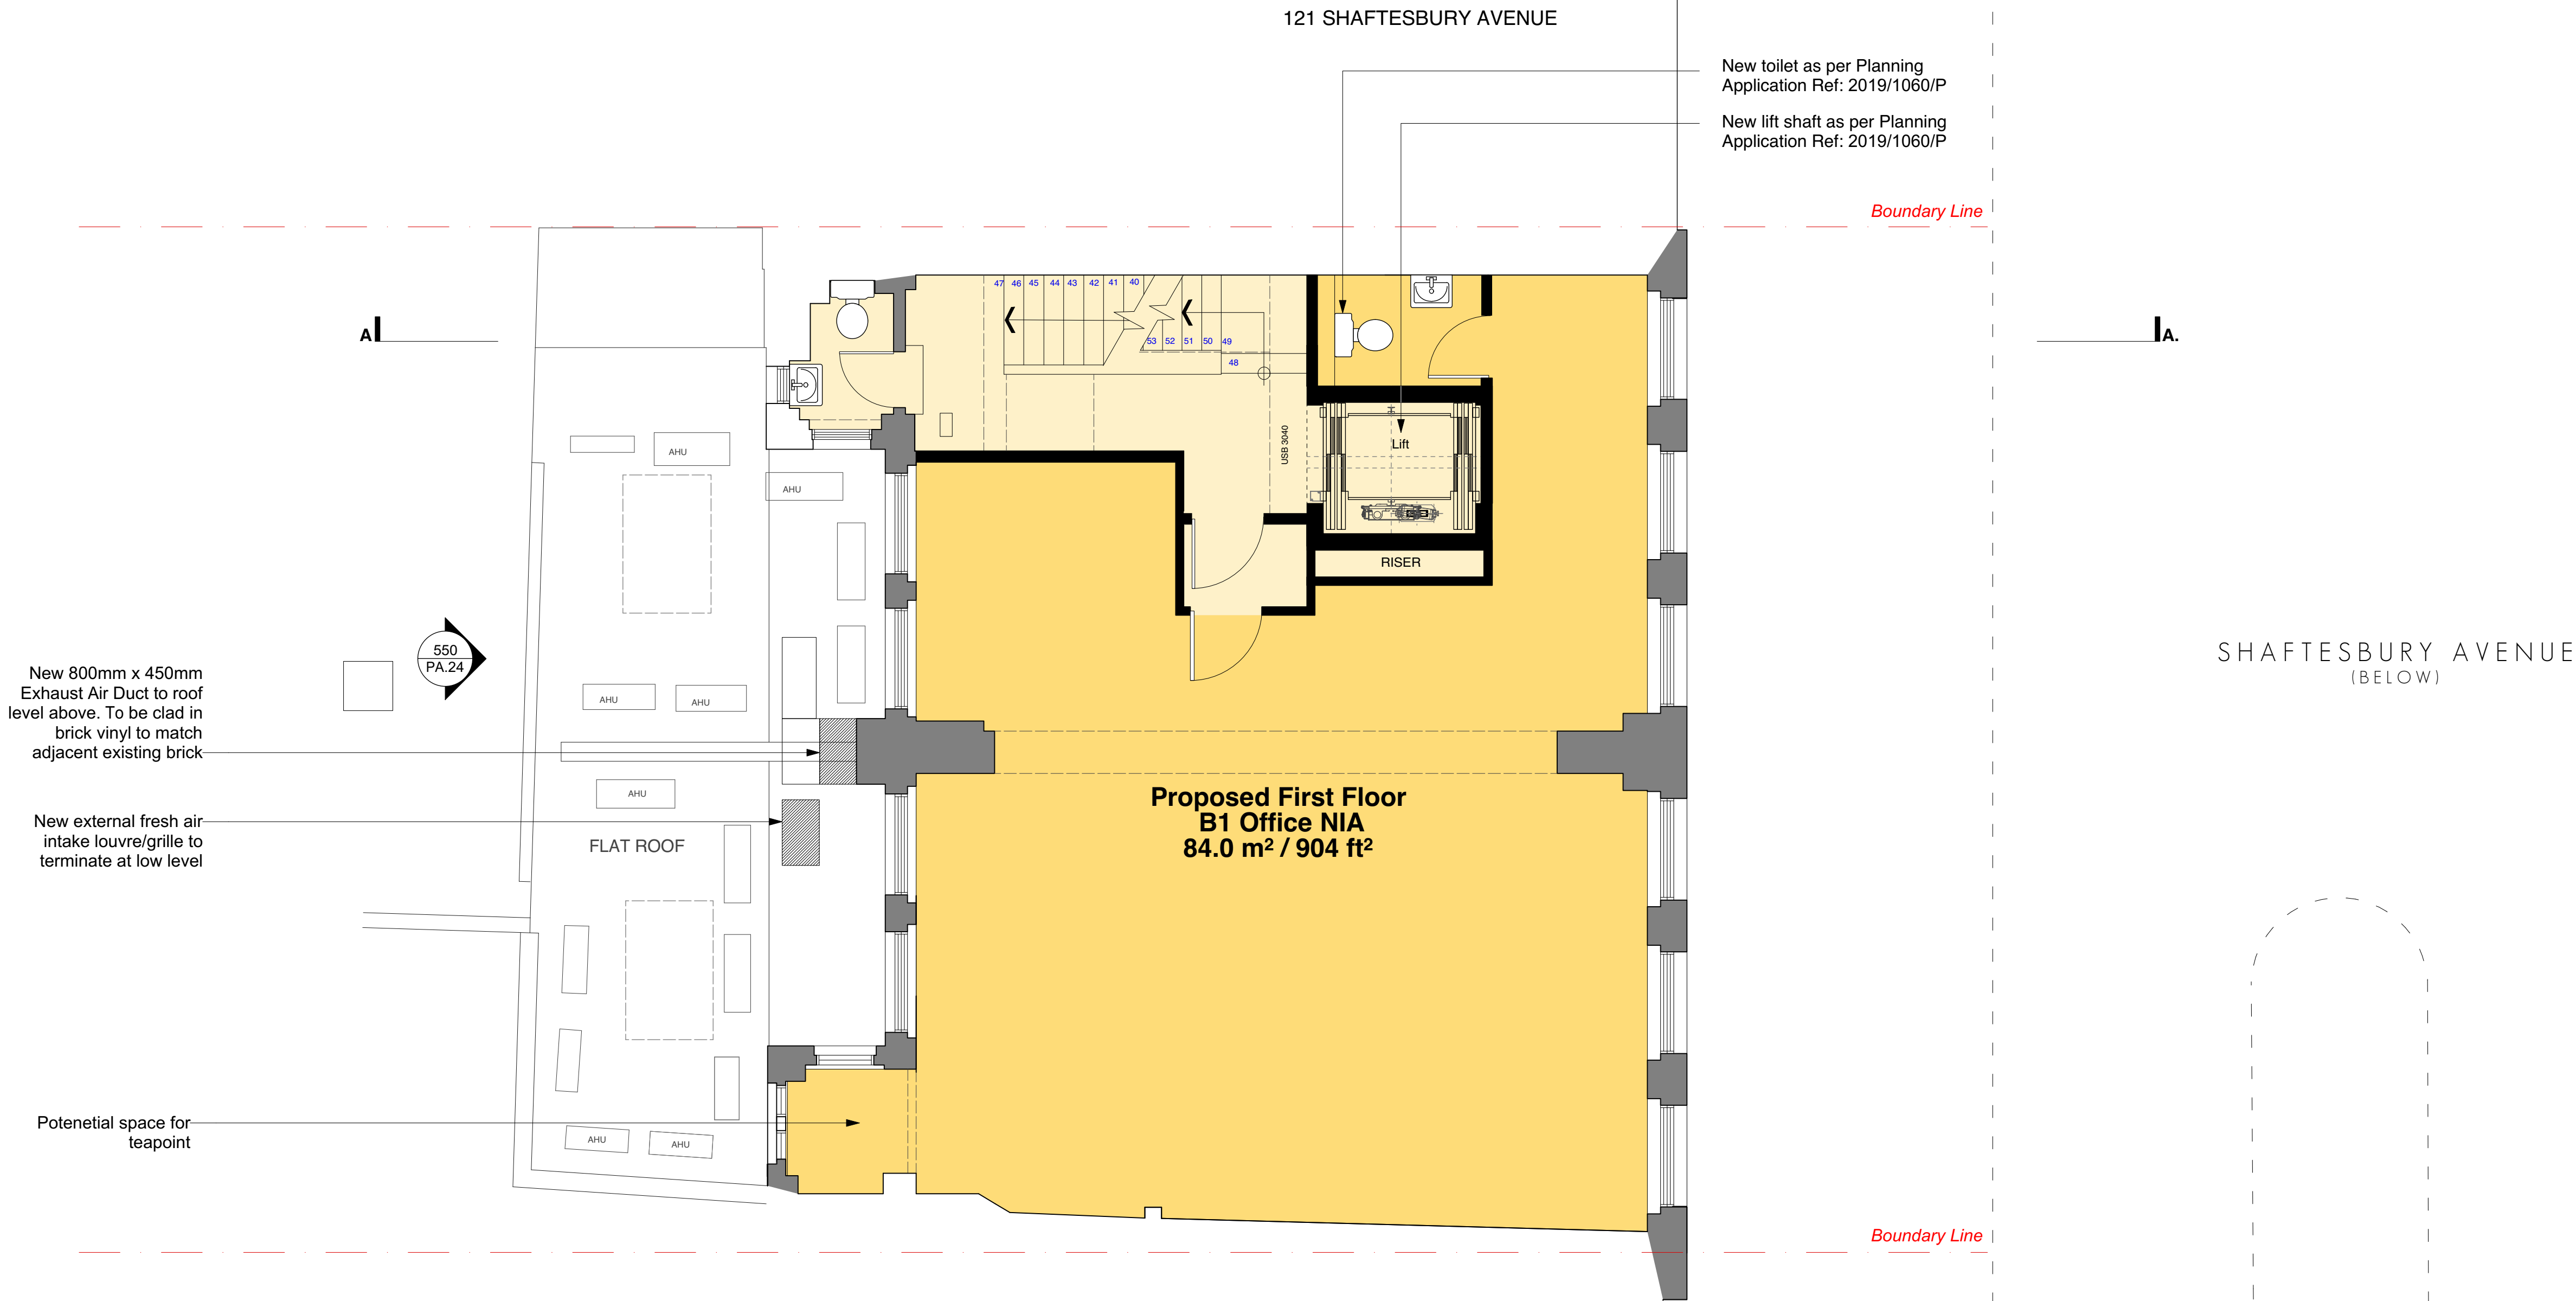 121 SHAFTESBURY AVENUE
New toilet as per Planning
Application Ref: 2019/1060/P
New lift shaft as per Planning
Application Ref: 2019/1060/P
Boundary Line
47 46 45 44 43 42 41 40
53 52 51 50 49
48
A
A.
USB 3040
Lift
RISER
AHU
AHU
550
PA.24
SHAFTESBURY AVENUE
(BELOW)
New 800mm x 450mm
Exhaust Air Duct to roof
level above. To be clad in
brick vinyl to match
adjacent existing brick
AHU
AHU
AHU
Proposed First Floor
B1 Office NIA
84.0 m² / 904 ft²
New external fresh air
intake louvre/grille to
terminate at low level
FLAT ROOF
Potenetial space for
teapoint
AHU
AHU
Boundary Line